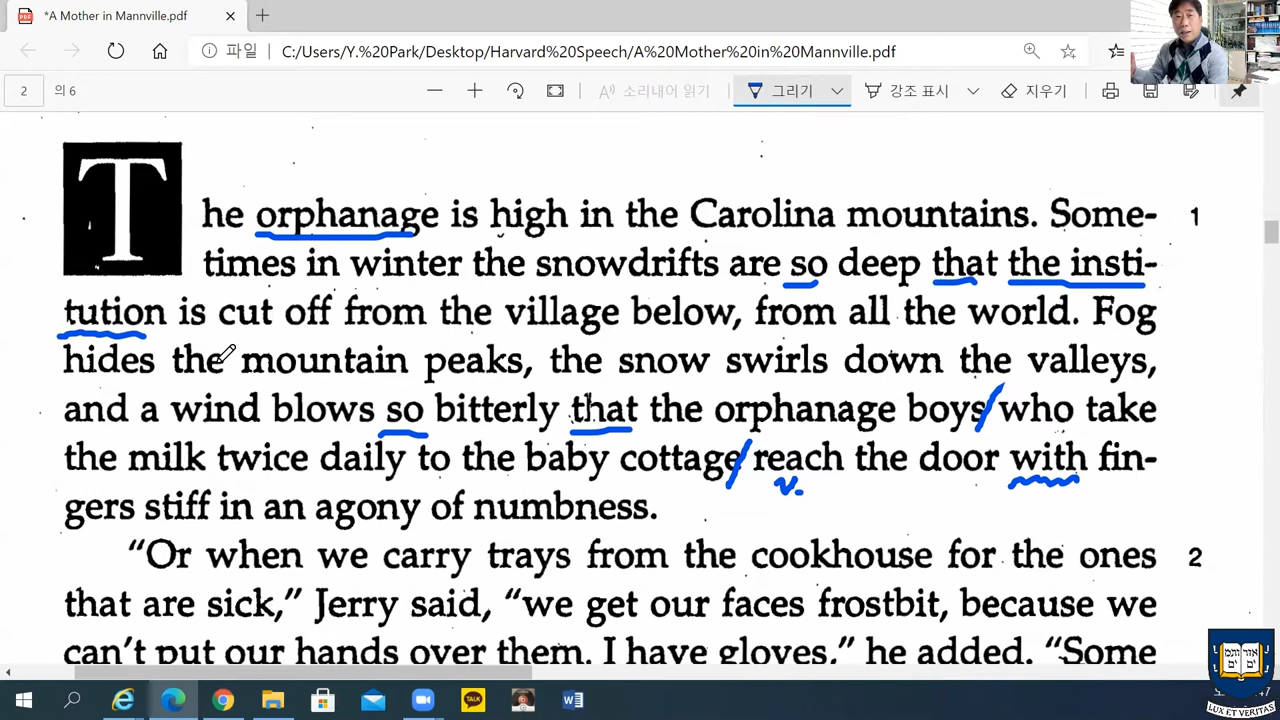 *A Mother in Mannville.pdf
파일 C:/Users/Y.%20Park/Desktop/Harvard%20Speech/A%20Mother%20in%20Mannville.pdf
2 의 6 소리내어 읽기 그리기 강조 표시 지우기
The orphanage is high in the Carolina mountains. Some- 1
times in winter the snowdrifts are so deep that the insti-
tution is cut off from the village below, from all the world. Fog
hides the mountain peaks, the snow swirls down the valleys,
and a wind blows so bitterly that the orphanage boys/who take
the milk twice daily to the baby cottage/reach the door with fin-
v.
gers stiff in an agony of numbness.
“Or when we carry trays from the cookhouse for the ones 2
that are sick,” Jerry said, “we get our faces frostbit, because we
can’t put our hands over them. I have gloves,” he added. “Some
TALK
47
LUX ET VERITAS